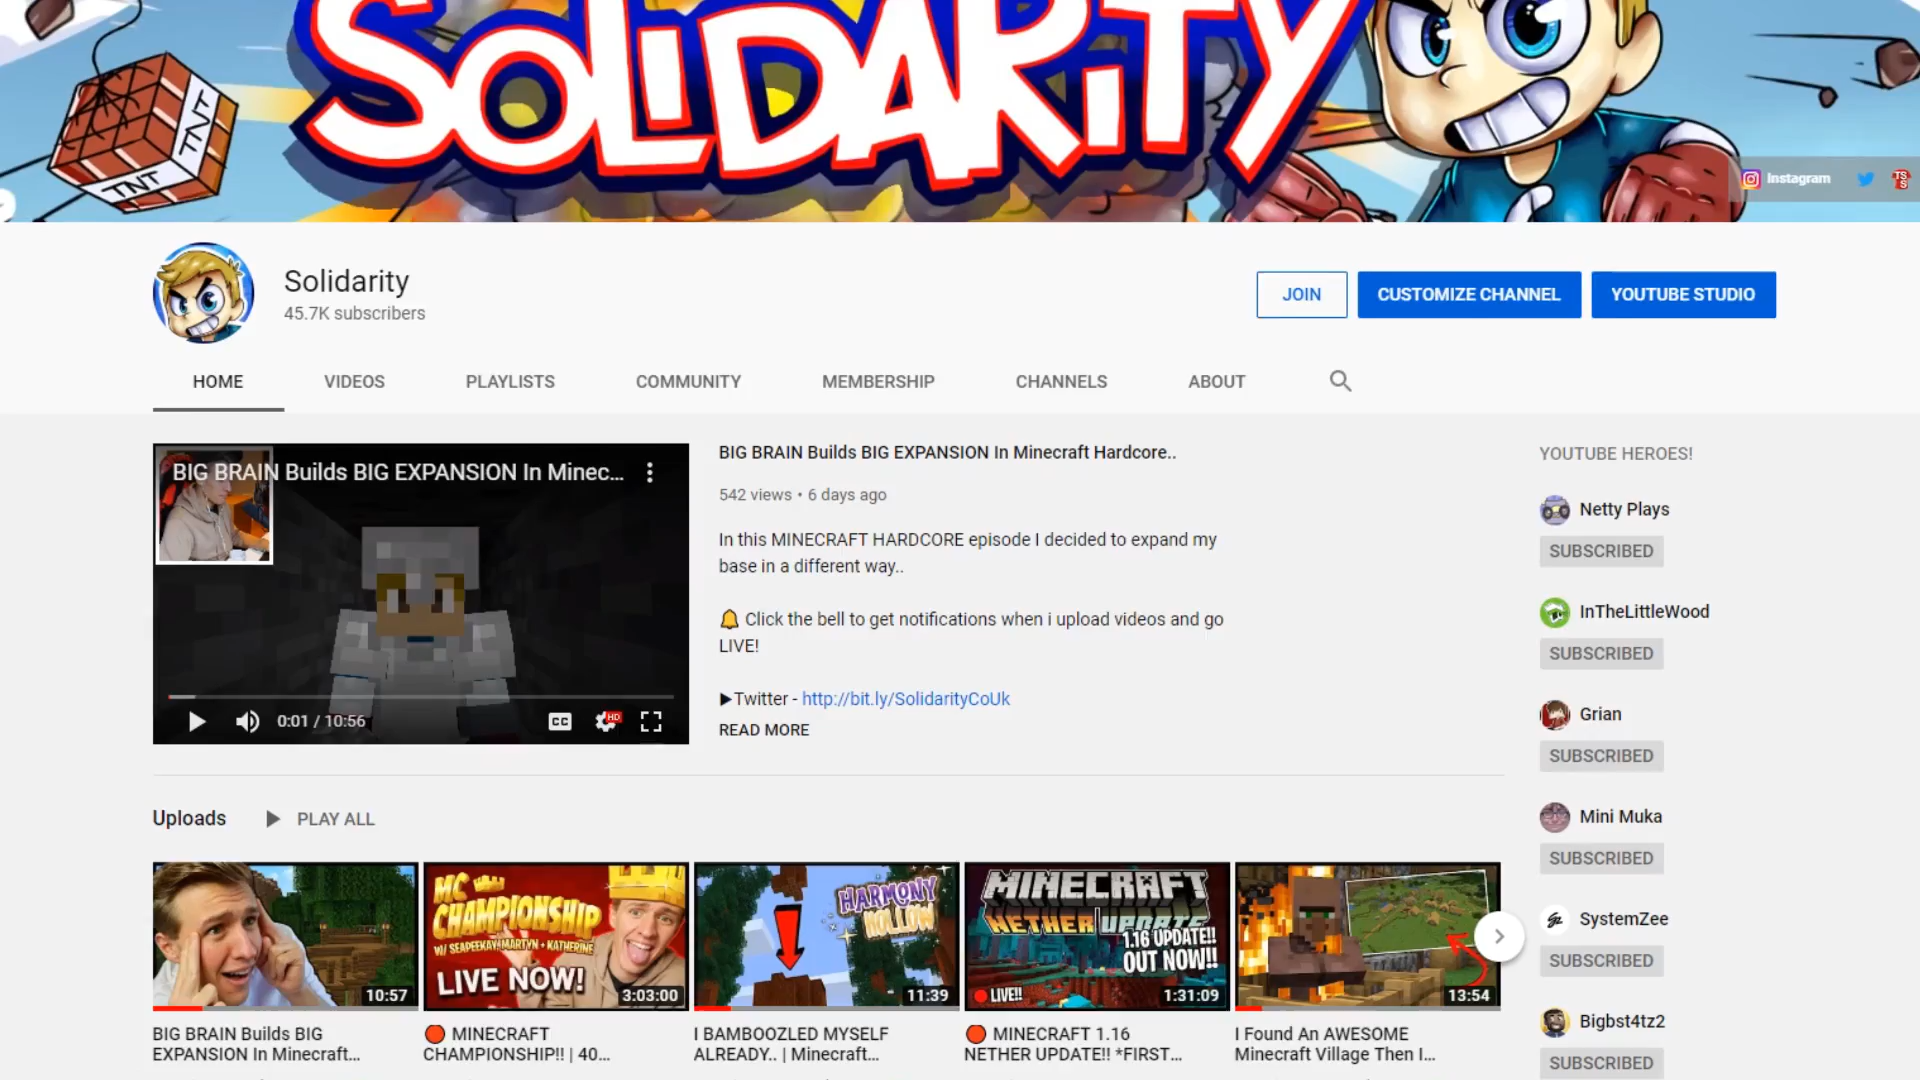 SOLiDARiTY
TNT
TNT
Instagram
Solidarity
45.7K subscribers
JOIN
CUSTOMIZE CHANNEL
YOUTUBE STUDIO
HOME
VIDEOS
PLAYLISTS
COMMUNITY
MEMBERSHIP
CHANNELS
ABOUT
BIG BRAIN Builds BIG EXPANSION In Minec...
CC
HD
0:01 / 10:56
BIG BRAIN Builds BIG EXPANSION In Minecraft Hardcore..
542 views • 6 days ago
In this MINECRAFT HARDCORE episode I decided to expand my
base in a different way..
🔔 Click the bell to get notifications when i upload videos and go
LIVE!
▶Twitter - http://bit.ly/SolidarityCoUk
READ MORE
YOUTUBE HEROES!
Netty Plays
SUBSCRIBED
InTheLittleWood
SUBSCRIBED
Grian
SUBSCRIBED
Mini Muka
SUBSCRIBED
SystemZee
SUBSCRIBED
Bigbst4tz2
SUBSCRIBED
Uploads
PLAY ALL
10:57
BIG BRAIN Builds BIG
EXPANSION In Minecraft...
MC
CHAMPIONSHIP
W/ SEAPEEKAY, MARTYN + KATHERINE
LIVE NOW!
3:03:00
🔴 MINECRAFT
CHAMPIONSHIP!! | 40...
HARMONY
HOLLOW
11:39
I BAMBOOZLED MYSELF
ALREADY.. | Minecraft...
MINECRAFT
NETHER UPDATE
1.16 UPDATE!!
OUT NOW!!
LIVE!!
1:31:09
🔴 MINECRAFT 1.16
NETHER UPDATE!! *FIRST...
13:54
I Found An AWESOME
Minecraft Village Then I...